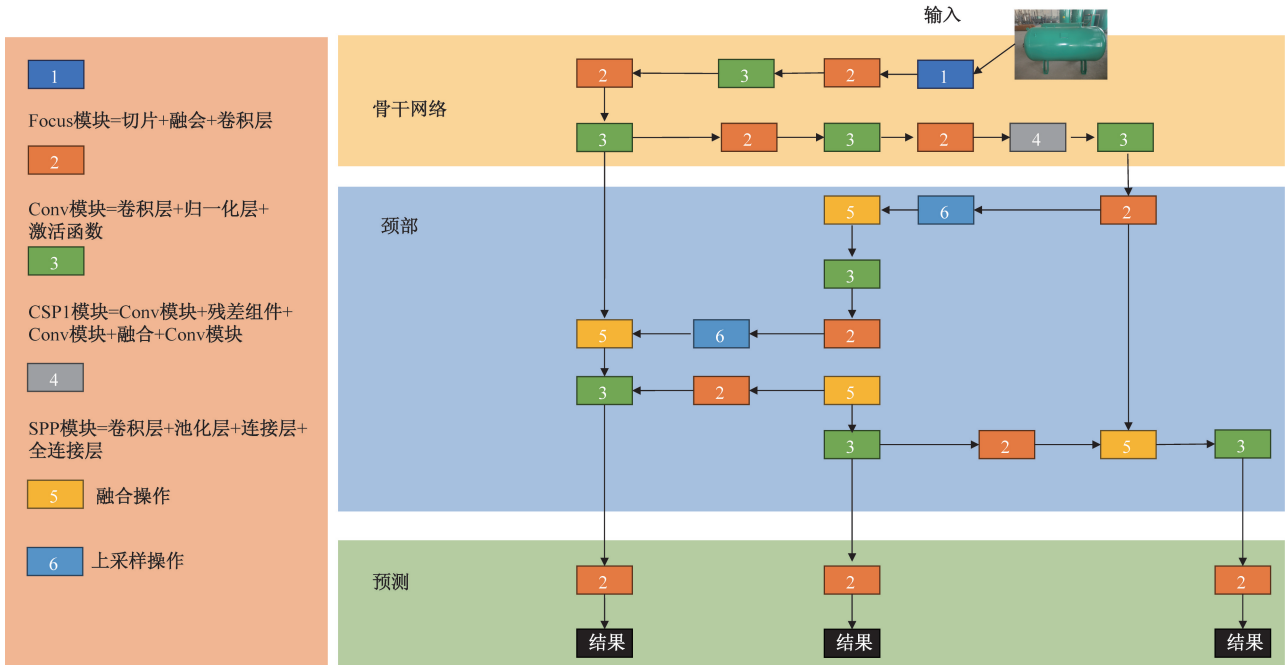 1
Focus模块=切片+融会+卷积层
2
Conv模块=卷积层+归一化层+
激活函数
3
CSP1模块=Conv模块+残差组件+
Conv模块+融合+Conv模块
4
SPP模块=卷积层+池化层+连接层+
全连接层
5 融合操作
6 上采样操作
输入
2 3 2 1
骨干网络
3 2 3 2 4 3
颈部
5 6 2
3
5 6 2
3 2 5
3 2 5 3
预测
2 2 2
结果 结果 结果